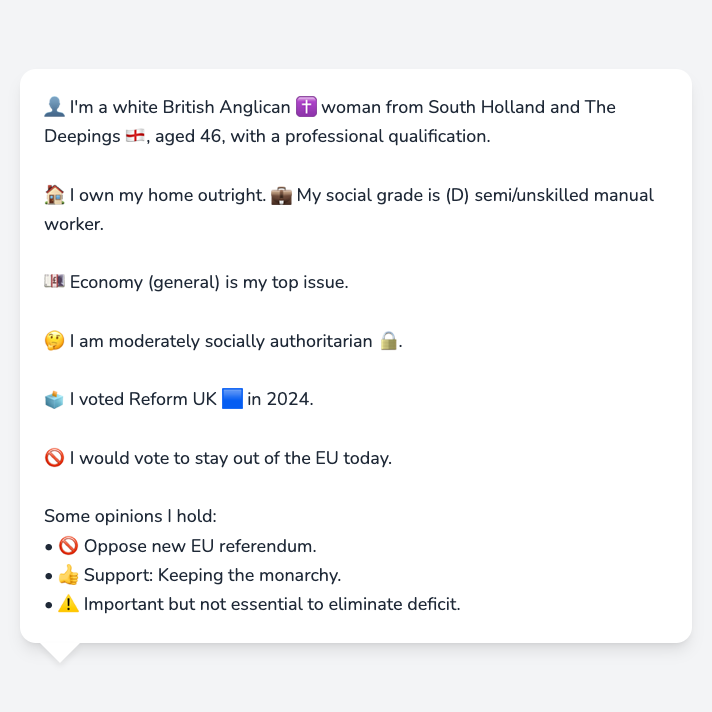 👤 I'm a white British Anglican ✝️ woman from South Holland and The
Deepings 🏴󠁧󠁢󠁥󠁮󠁧󠁿, aged 46, with a professional qualification.
🏠 I own my home outright. 💼 My social grade is (D) semi/unskilled manual
worker.
💷 Economy (general) is my top issue.
🤔 I am moderately socially authoritarian 🔒.
🗳️ I voted Reform UK 🟦 in 2024.
🚫 I would vote to stay out of the EU today.
Some opinions I hold:
• 🚫 Oppose new EU referendum.
• 👍 Support: Keeping the monarchy.
• ⚠️ Important but not essential to eliminate deficit.